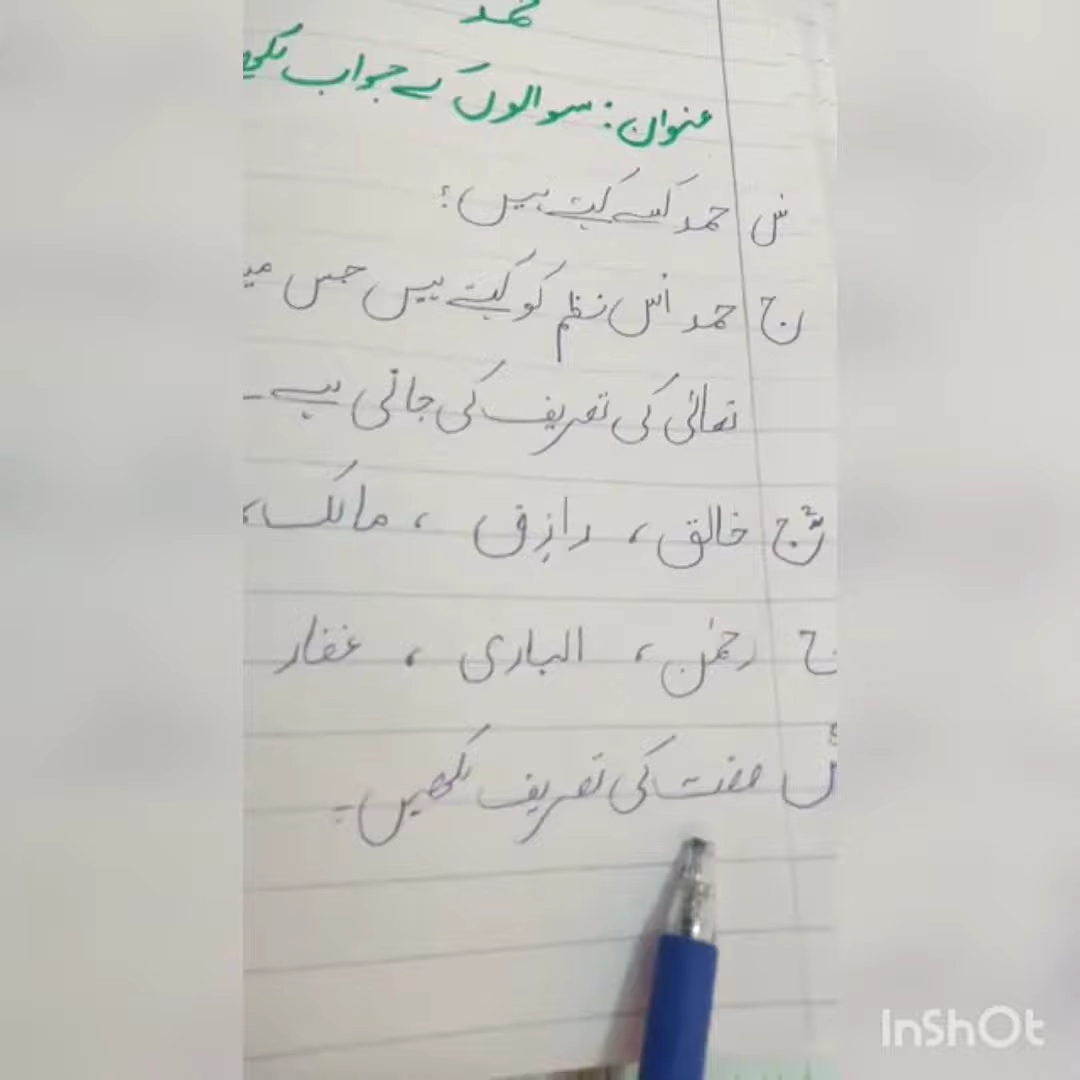 حمد
عنوان: سوالوں کے جواب
س حمد کسے کہتے ہیں؟
ج حمد اُس نظم کو کہتے ہیں جس
تعالیٰ کی تعریف کی جاتی ہے۔
ج خالق، رازق، مالک،
ج رحمٰن، الباری، غفار
س صفت کی تعریف لکھیں۔
InShOt